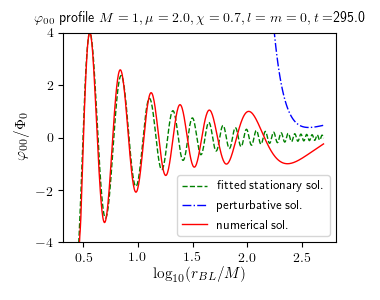 φ₀₀ profile M = 1, μ = 2.0, χ = 0.7, l = m = 0, t =295.0
φ₀₀/Φ₀
4
2
0
−2
−4
fitted stationary sol.
perturbative sol.
numerical sol.
0.5 1.0 1.5 2.0 2.5
log₁₀(r_BL/M)